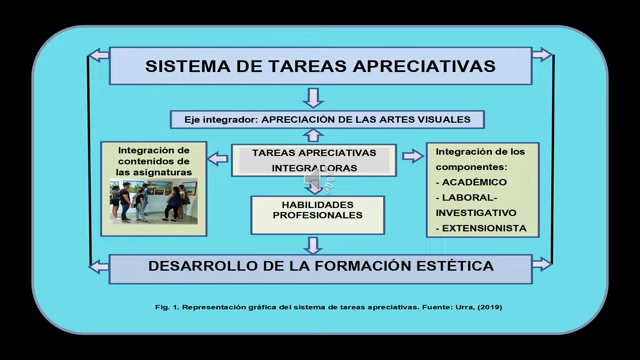 SISTEMA DE TAREAS APRECIATIVAS
Eje integrador: APRECIACIÓN DE LAS ARTES VISUALES
Integración de
contenidos de
las asignaturas
TAREAS APRECIATIVAS
INTEGRADORAS
HABILIDADES
PROFESIONALES
Integración de los
componentes:
- ACADÉMICO
- LABORAL-
INVESTIGATIVO
- EXTENSIONISTA
DESARROLLO DE LA FORMACIÓN ESTÉTICA
Fig. 1. Representación gráfica del sistema de tareas apreciativas. Fuente: Urra, (2019)